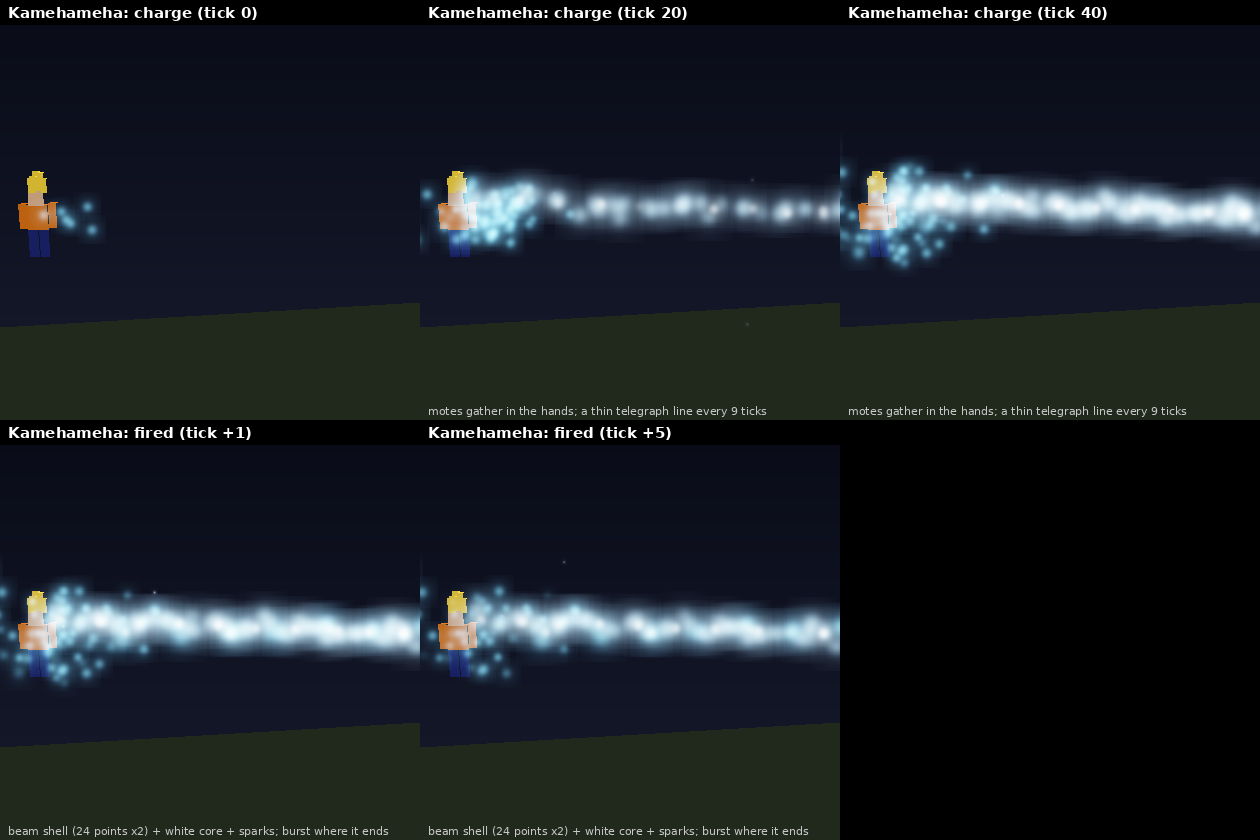 Kamehameha: charge (tick 0)
Kamehameha: charge (tick 20)
Kamehameha: charge (tick 40)
motes gather in the hands; a thin telegraph line every 9 ticks
motes gather in the hands; a thin telegraph line every 9 ticks
Kamehameha: fired (tick +1)
Kamehameha: fired (tick +5)
beam shell (24 points x2) + white core + sparks; burst where it ends
beam shell (24 points x2) + white core + sparks; burst where it ends